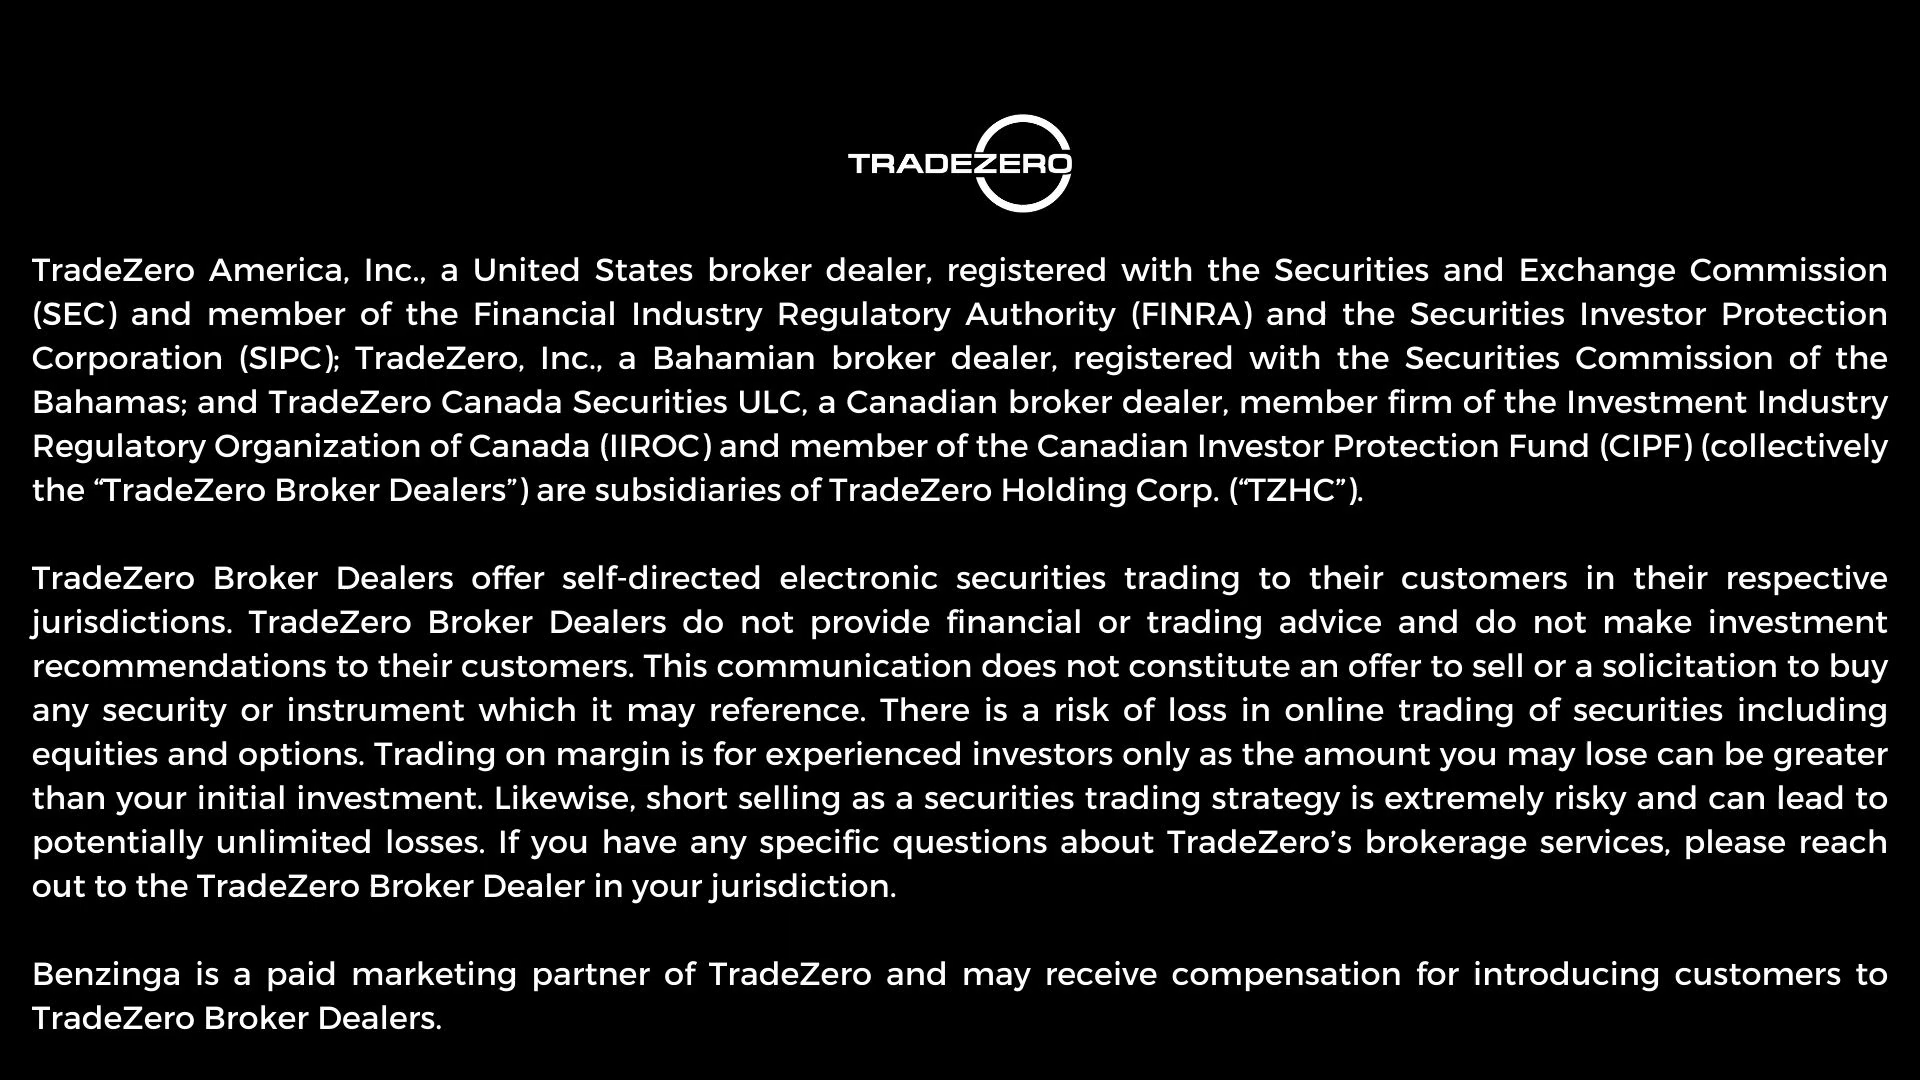 TRADEZERO
TradeZero America, Inc., a United States broker dealer, registered with the Securities and Exchange Commission
(SEC) and member of the Financial Industry Regulatory Authority (FINRA) and the Securities Investor Protection
Corporation (SIPC); TradeZero, Inc., a Bahamian broker dealer, registered with the Securities Commission of the
Bahamas; and TradeZero Canada Securities ULC, a Canadian broker dealer, member firm of the Investment Industry
Regulatory Organization of Canada (IIROC) and member of the Canadian Investor Protection Fund (CIPF) (collectively
the “TradeZero Broker Dealers”) are subsidiaries of TradeZero Holding Corp. (“TZHC”).
TradeZero Broker Dealers offer self-directed electronic securities trading to their customers in their respective
jurisdictions. TradeZero Broker Dealers do not provide financial or trading advice and do not make investment
recommendations to their customers. This communication does not constitute an offer to sell or a solicitation to buy
any security or instrument which it may reference. There is a risk of loss in online trading of securities including
equities and options. Trading on margin is for experienced investors only as the amount you may lose can be greater
than your initial investment. Likewise, short selling as a securities trading strategy is extremely risky and can lead to
potentially unlimited losses. If you have any specific questions about TradeZero’s brokerage services, please reach
out to the TradeZero Broker Dealer in your jurisdiction.
Benzinga is a paid marketing partner of TradeZero and may receive compensation for introducing customers to
TradeZero Broker Dealers.